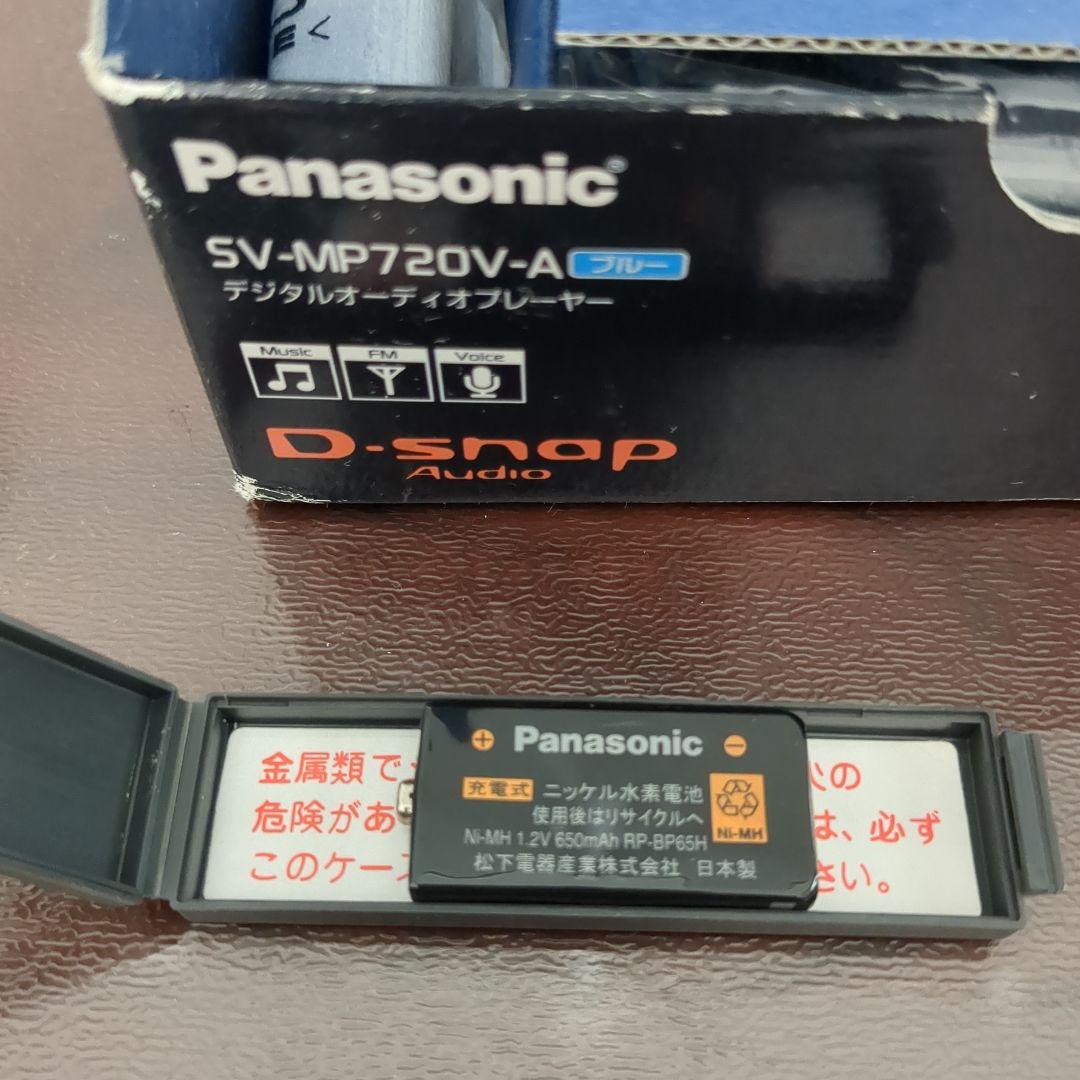 E
Panasonic®
SV-MP720V-A ブルー
デジタルオーディオプレーヤー
Music FM Voice
D-snap
Audio
+ Panasonic −
充電式 ニッケル水素電池
使用後はリサイクルへ
Ni-MH 1.2V 650mAh RP-BP65H
Ni-MH
松下電器産業株式会社 日本製
金属類で
危険があ
このケー
の
は、必ず
さい。